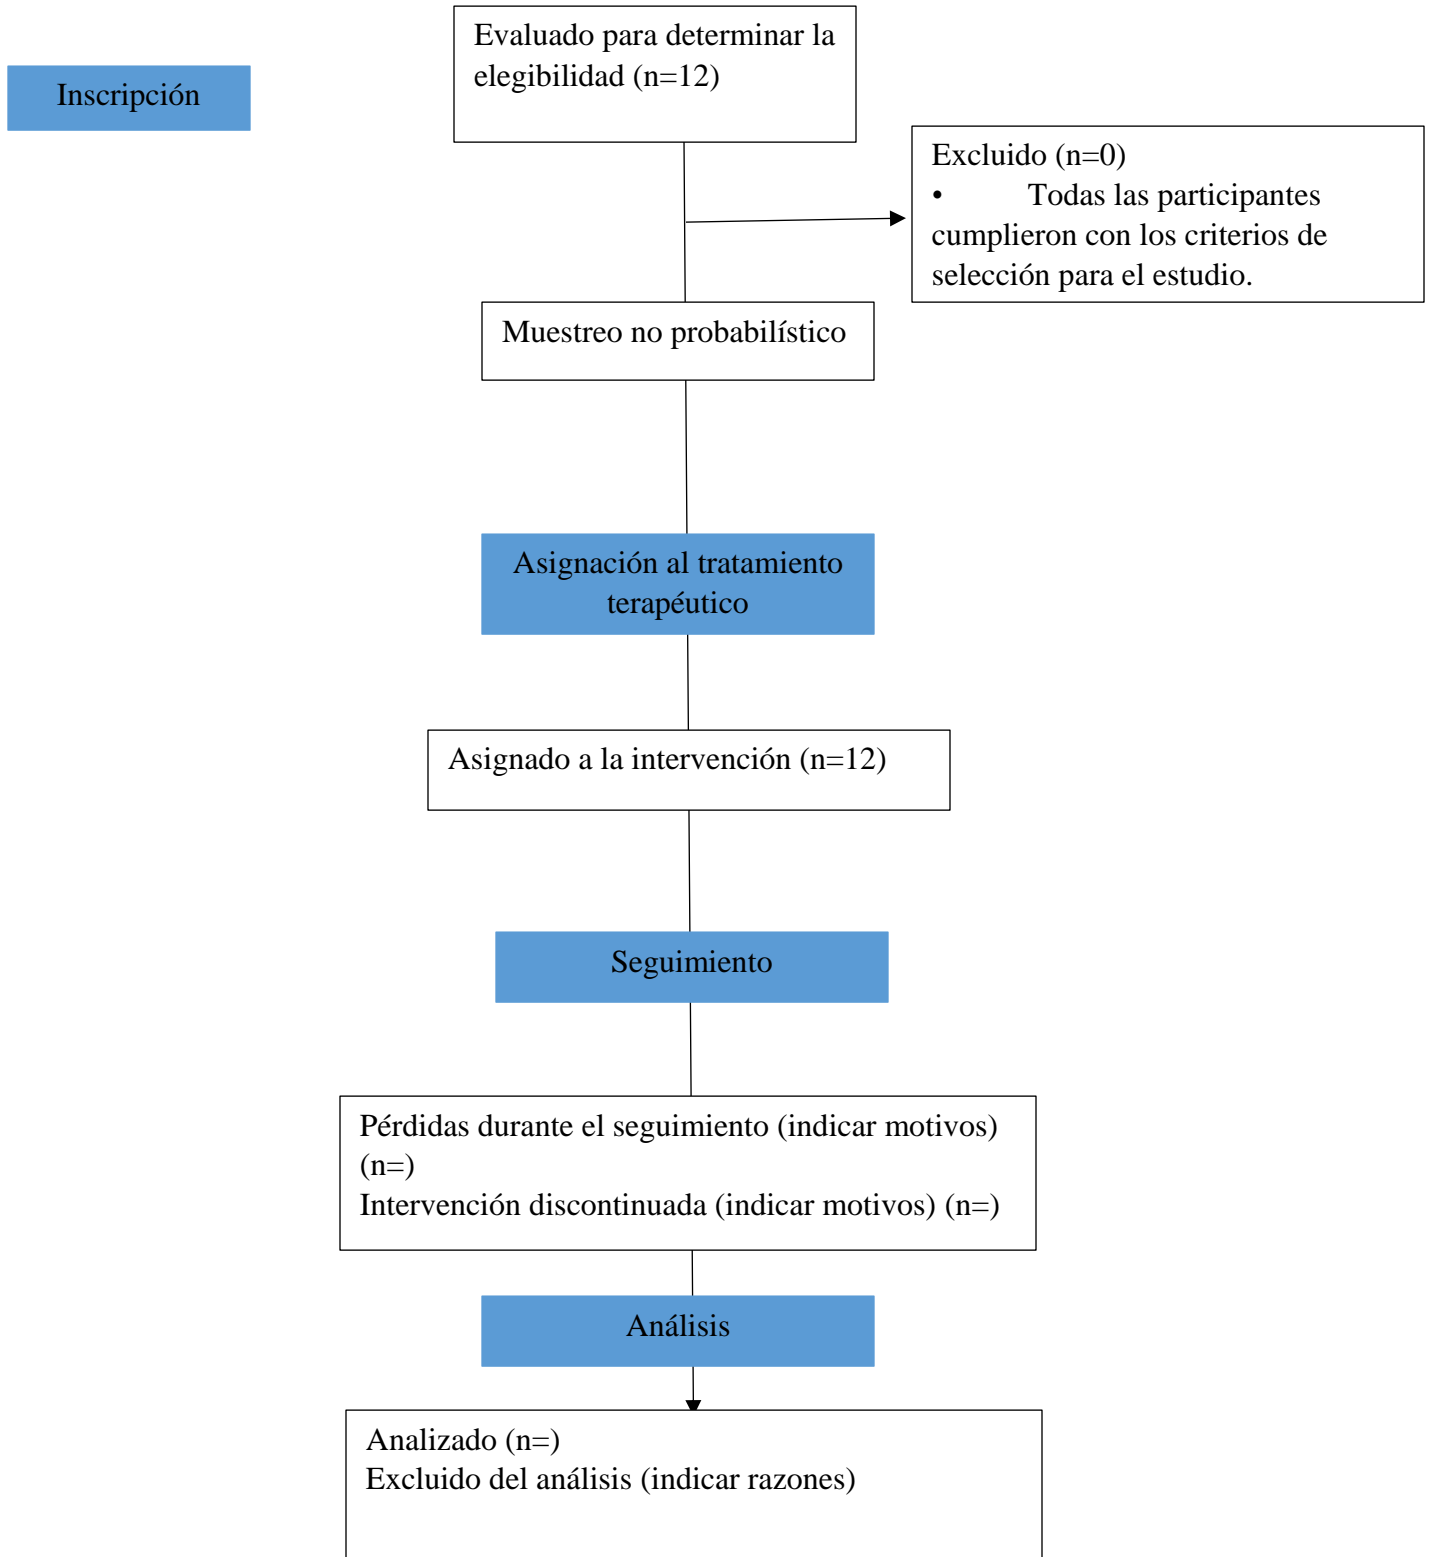 Evaluado para determinar la
elegibilidad (n=12)
Inscripción
Excluido (n=0)
• Todas las participantes
cumplieron con los criterios de
selección para el estudio.
Muestreo no probabilístico
Asignación al tratamiento
terapéutico
Asignado a la intervención (n=12)
Seguimiento
Pérdidas durante el seguimiento (indicar motivos)
(n=)
Intervención discontinuada (indicar motivos) (n=)
Análisis
Analizado (n=)
Excluido del análisis (indicar razones)